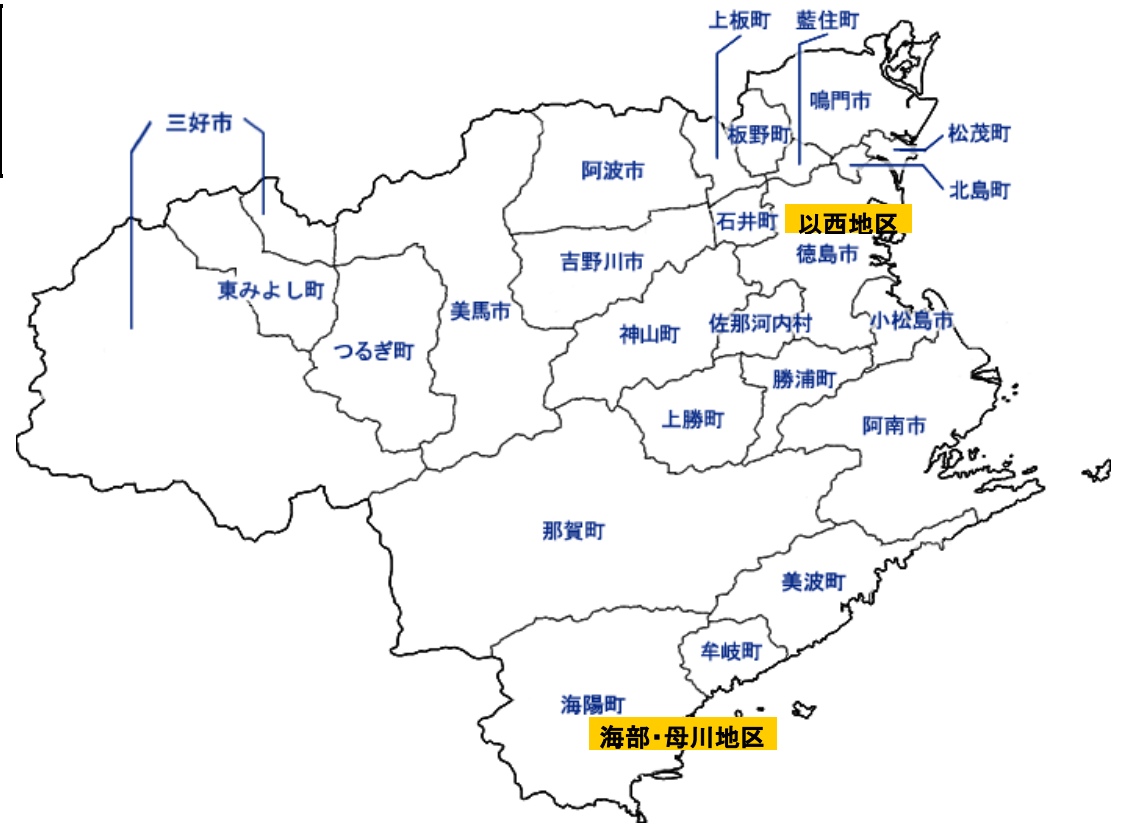 上板町
藍住町
鳴門市
三好市
板野町
松茂町
阿波市
北島町
石井町
以西地区
徳島市
吉野川市
東みよし町
美馬市
小松島市
佐那河内村
神山町
つるぎ町
勝浦町
上勝町
阿南市
那賀町
美波町
牟岐町
海陽町
海部・母川地区